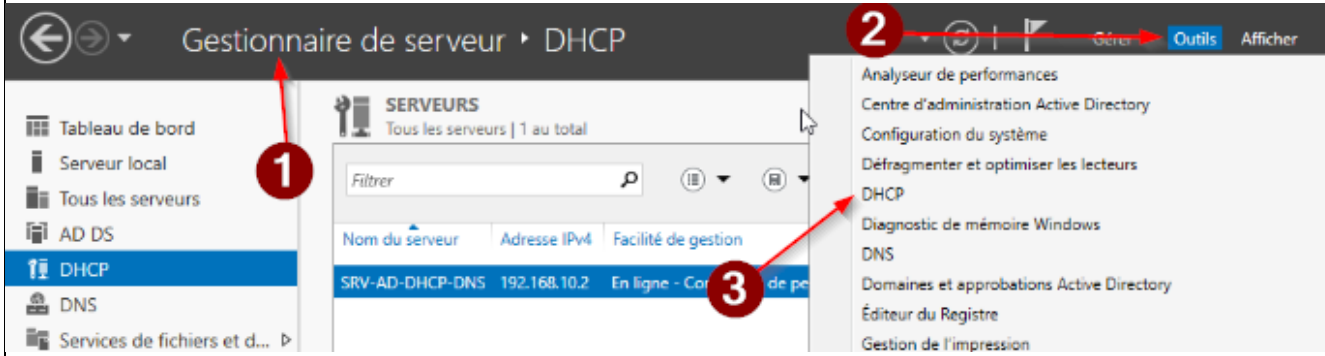 Gestionnaire de serveur ‣ DHCP
2
Gérer
Outils
Afficher
Tableau de bord
Serveur local
Tous les serveurs
AD DS
DHCP
DNS
Services de fichiers et d...
1
SERVEURS
Tous les serveurs | 1 au total
Filtrer
Nom du serveur Adresse IPv4 Facilité de gestion
SRV-AD-DHCP-DNS 192.168.10.2 En ligne - de pe
3
Analyseur de performances
Centre d'administration Active Directory
Configuration du système
Défragmenter et optimiser les lecteurs
DHCP
Diagnostic de mémoire Windows
DNS
Domaines et approbations Active Directory
Éditeur du Registre
Gestion de l'impression